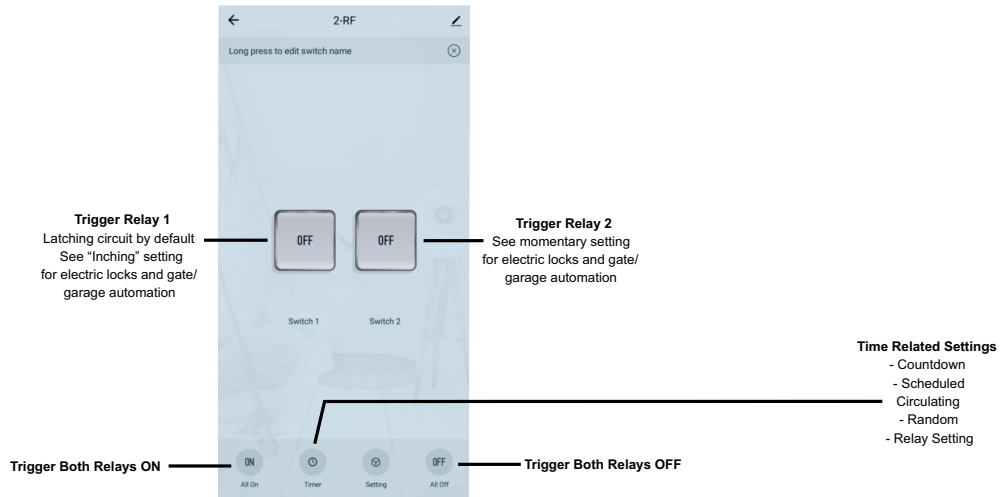 2-RF
Long press to edit switch name
Trigger Relay 1
Latching circuit by default
See “Inching” setting
for electric locks and gate/
garage automation
OFF
OFF
Trigger Relay 2
See momentary setting
for electric locks and gate/
garage automation
Switch 1
Switch 2
Time Related Settings
- Countdown
- Scheduled
Circulating
- Random
- Relay Setting
Trigger Both Relays ON
ON
OFF
Trigger Both Relays OFF
All On
Timer
Setting
All Off